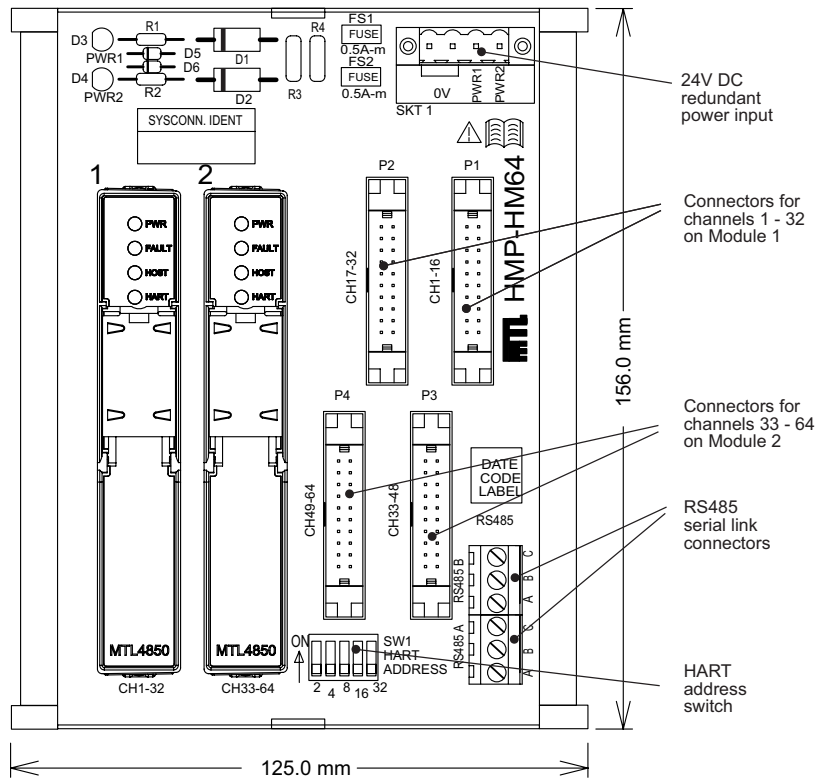 D3
R1
D5
D1
PWR1
D6
D4
R2
D2
PWR2
R3
R4
FS1
FUSE
0.5A-m
FS2
FUSE
0.5A-m
0V
PWR1
PWR2
SKT 1
24V DC
redundant
power input
SYSCONN. IDENT
1
2
PWR
FAULT
HOST
HART
PWR
FAULT
HOST
HART
P2
P1
CH17-32
CH1-16
MTL HMP-HM64
Connectors for
channels 1 - 32
on Module 1
156.0 mm
P4
P3
CH49-64
CH33-48
Connectors for
channels 33 - 64
on Module 2
DATE
CODE
LABEL
RS485
RS485 B
C
B
A
RS485 A
C
B
A
RS485
serial link
connectors
MTL4850
MTL4850
CH1-32
CH33-64
ON
SW1
HART
ADDRESS
2
4
8
16
32
HART
address
switch
125.0 mm